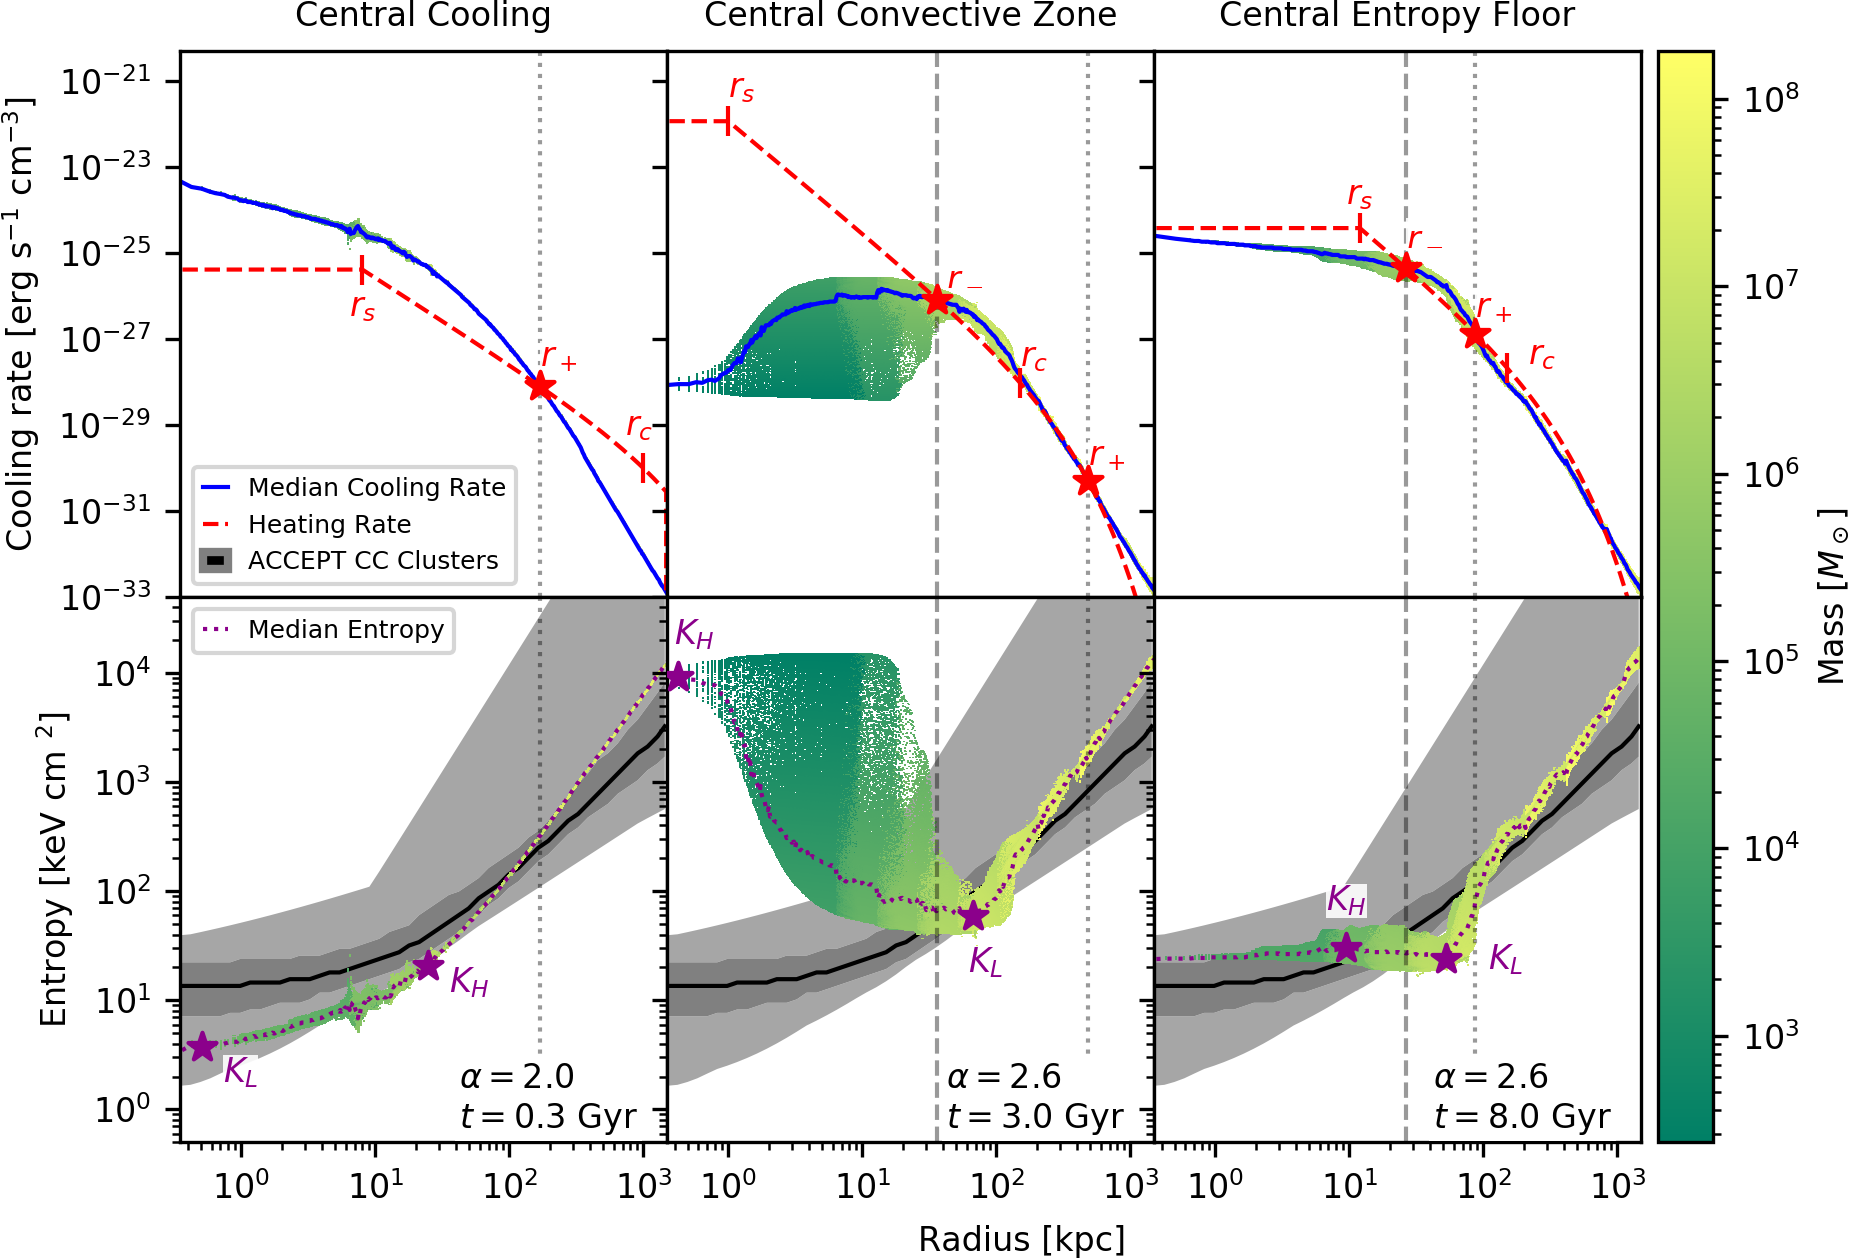 Central Cooling
Central Convective Zone
Central Entropy Floor
Cooling rate [erg s⁻¹ cm⁻³]
10⁻²¹
10⁻²³
10⁻²⁵
10⁻²⁷
10⁻²⁹
10⁻³¹
10⁻³³
r_s
r_+
r_c
Median Cooling Rate
Heating Rate
ACCEPT CC Clusters
r_s
r_−
r_c
r_+
r_s
r_−
r_+
r_c
Entropy [keV cm ²]
10⁴
10³
10²
10¹
10⁰
Median Entropy
K_L
K_H
α = 2.0
t = 0.3 Gyr
K_H
K_L
α = 2.6
t = 3.0 Gyr
K_H
K_L
α = 2.6
t = 8.0 Gyr
10⁰ 10¹ 10² 10³
10⁰ 10¹ 10² 10³
10⁰ 10¹ 10² 10³
Radius [kpc]
10⁸
10⁷
10⁶
10⁵
10⁴
10³
Mass [M_⊙]